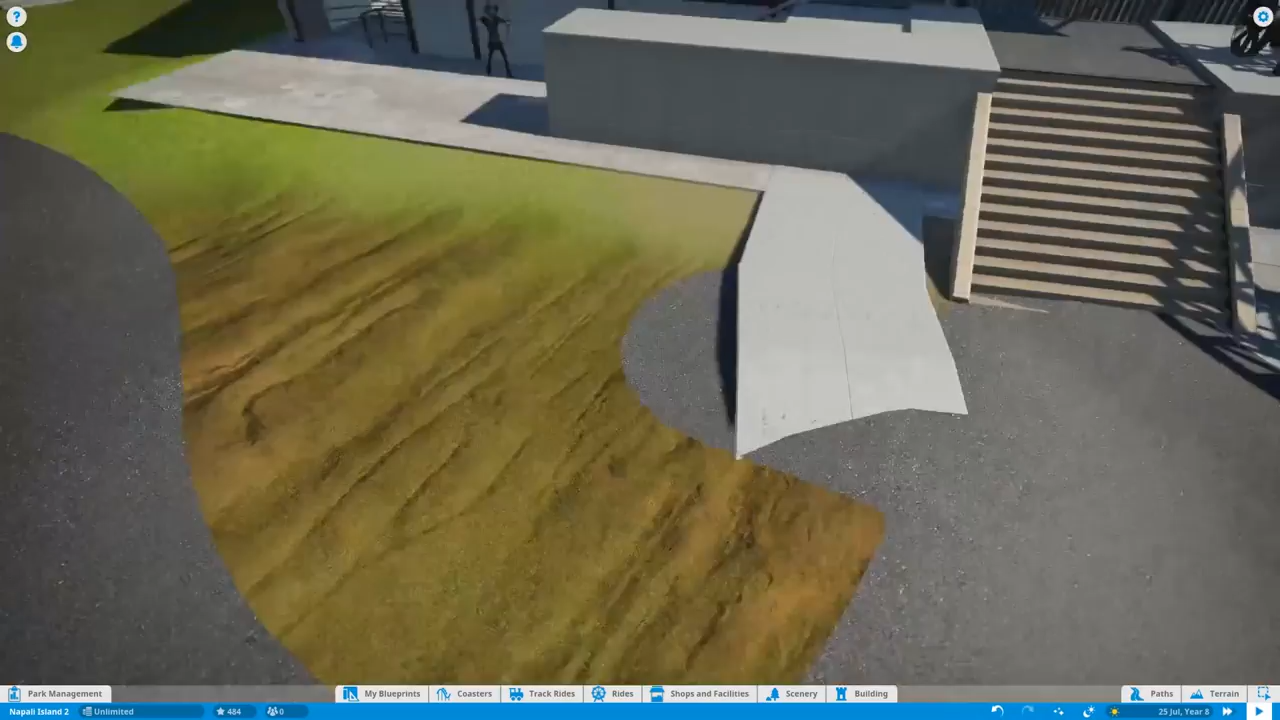 ?
Park Management
My Blueprints
Coasters
Track Rides
Rides
Shops and Facilities
Scenery
Building
Paths
Terrain
Napali Island 2
Unlimited
484
0
25 Jul, Year 8